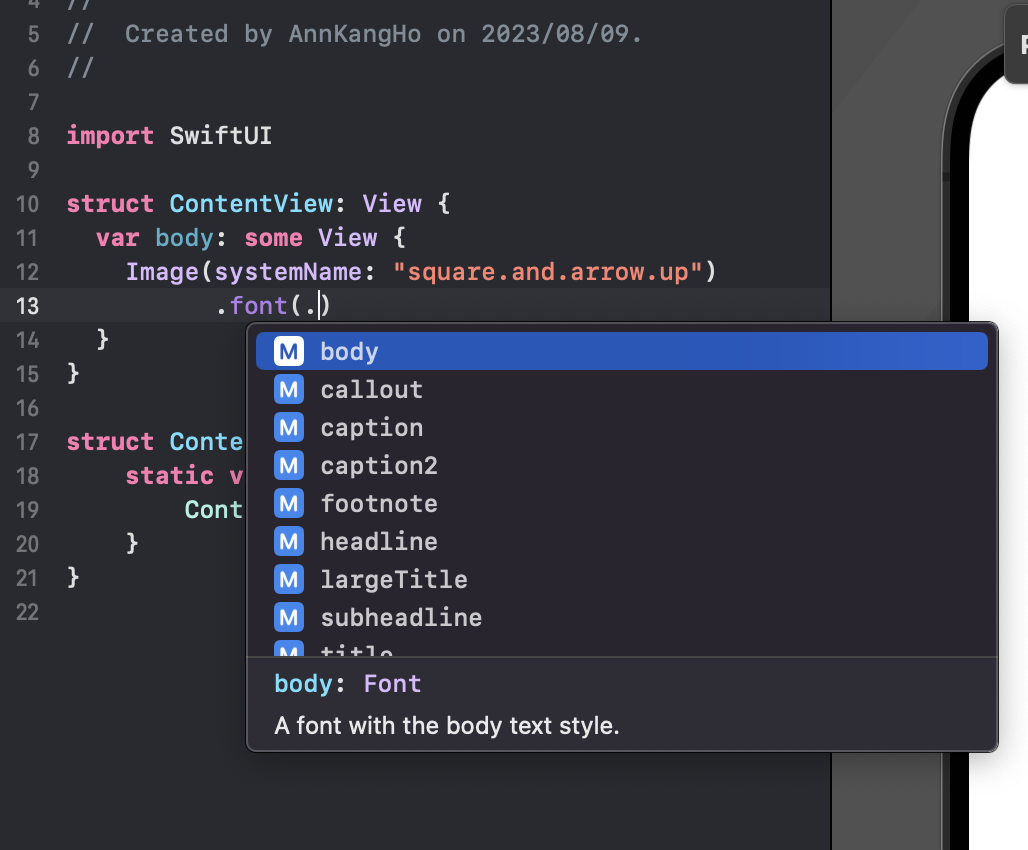 4 //
5 //  Created by AnnKangHo on 2023/08/09.
6 //
7
8 import SwiftUI
9
10 struct ContentView: View {
11   var body: some View {
12     Image(systemName: "square.and.arrow.up")
13           .font(.)
14   }
15 }
16
17 struct Conte
18     static v
19         Cont
20     }
21 }
22
M body
M callout
M caption
M caption2
M footnote
M headline
M largeTitle
M subheadline
M title
body: Font
A font with the body text style.